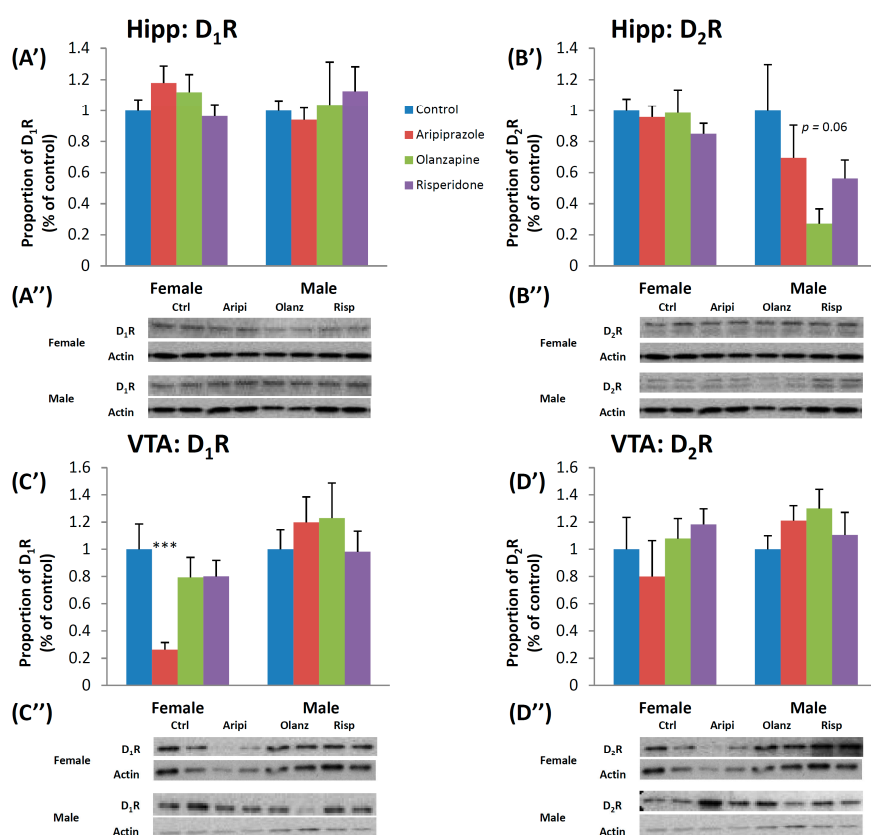 Hipp: D₁R
(A')
Proportion of D₁R
(% of control)
1.4
1.2
1
0.8
0.6
0.4
0.2
0
Female
Male
Control
Aripiprazole
Olanzapine
Risperidone
Hipp: D₂R
(B')
Proportion of D₂R
(% of control)
1.4
1.2
1
0.8
0.6
0.4
0.2
0
p = 0.06
Female
Male
(A'')
Ctrl Aripi Olanz Risp
Female
D₁R
Actin
Male
D₁R
Actin
(B'')
Ctrl Aripi Olanz Risp
Female
D₂R
Actin
Male
D₂R
Actin
VTA: D₁R
(C')
Proportion of D₁R
(% of control)
1.6
1.4
1.2
1
0.8
0.6
0.4
0.2
0
***
Female
Male
VTA: D₂R
(D')
Proportion of D₂R
(% of control)
1.6
1.4
1.2
1
0.8
0.6
0.4
0.2
0
Female
Male
(C'')
Ctrl Aripi Olanz Risp
Female
D₁R
Actin
Male
D₁R
Actin
(D'')
Ctrl Aripi Olanz Risp
Female
D₂R
Actin
Male
D₂R
Actin